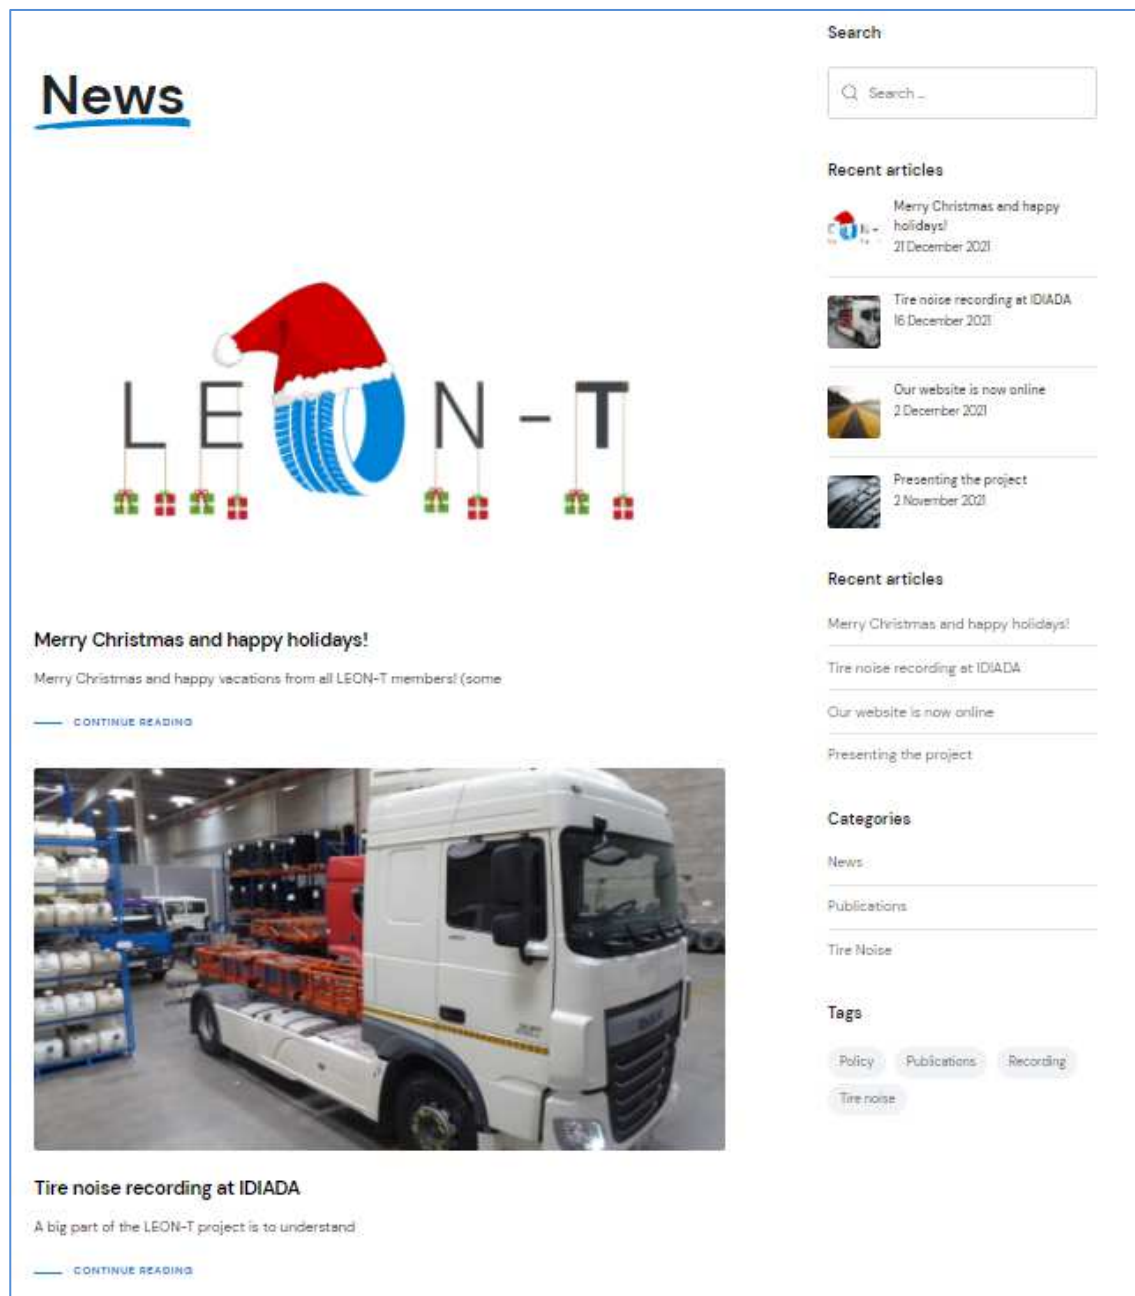 News
LEON-T
Merry Christmas and happy holidays!
Merry Christmas and happy vacations from all LEON-T members! (some
CONTINUE READING
Tire noise recording at IDIADA
A big part of the LEON-T project is to understand
CONTINUE READING
Search
Search ...
Recent articles
Merry Christmas and happy
holidays!
21 December 2021
Tire noise recording at IDIADA
16 December 2021
Our website is now online
2 December 2021
Presenting the project
2 November 2021
Recent articles
Merry Christmas and happy holidays!
Tire noise recording at IDIADA
Our website is now online
Presenting the project
Categories
News
Publications
Tire Noise
Tags
Policy Publications Recording
Tire noise